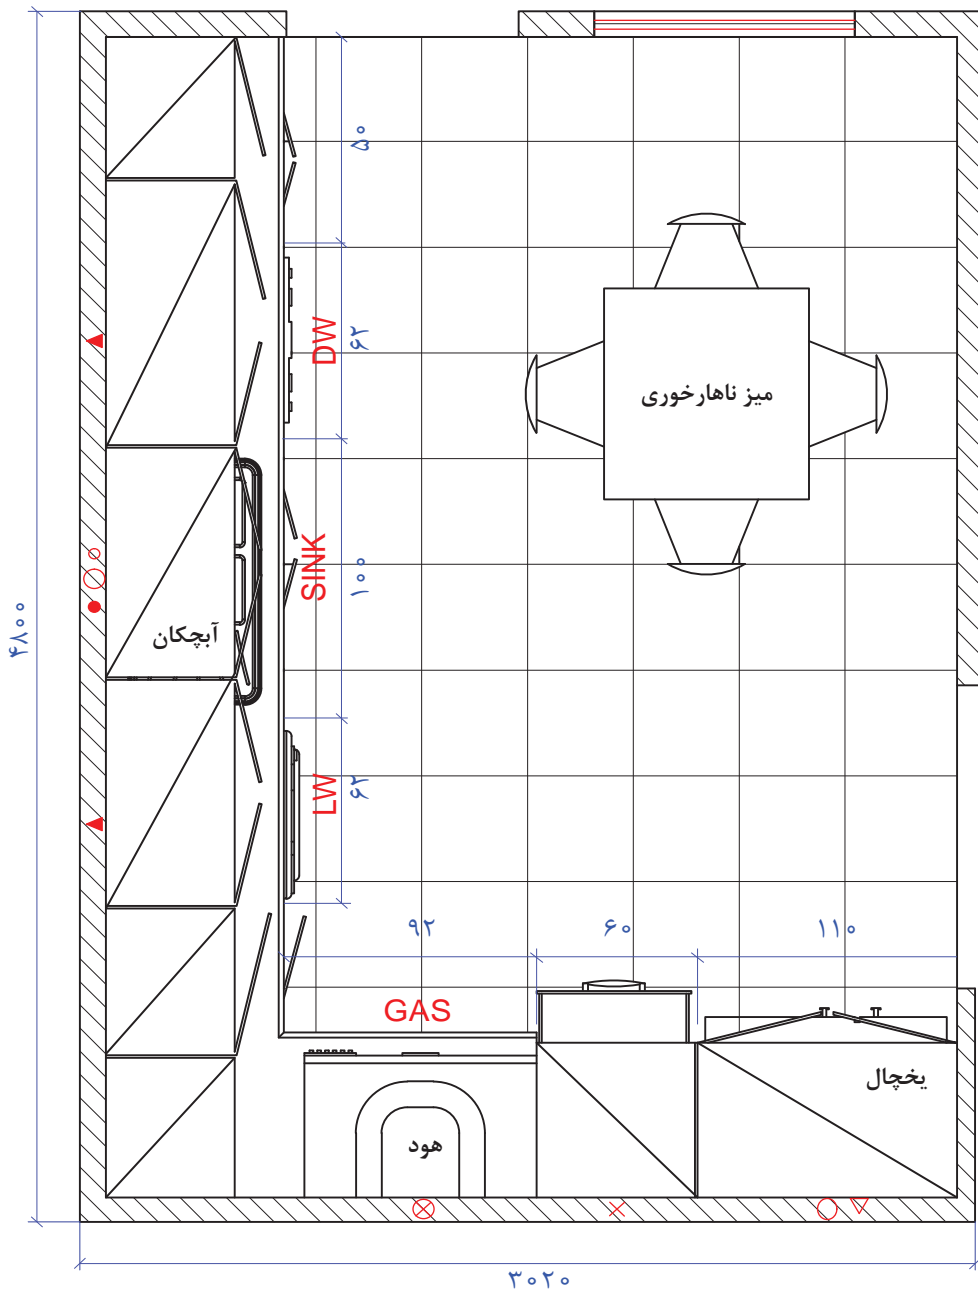 ۵۰
DW
۶۲
میز ناهارخوری
SINK
۱۰۰
آبچکان
۴۸۰۰
LW
۶۲
۹۲
۶۰
۱۱۰
GAS
یخچال
هود
۳۰۲۰